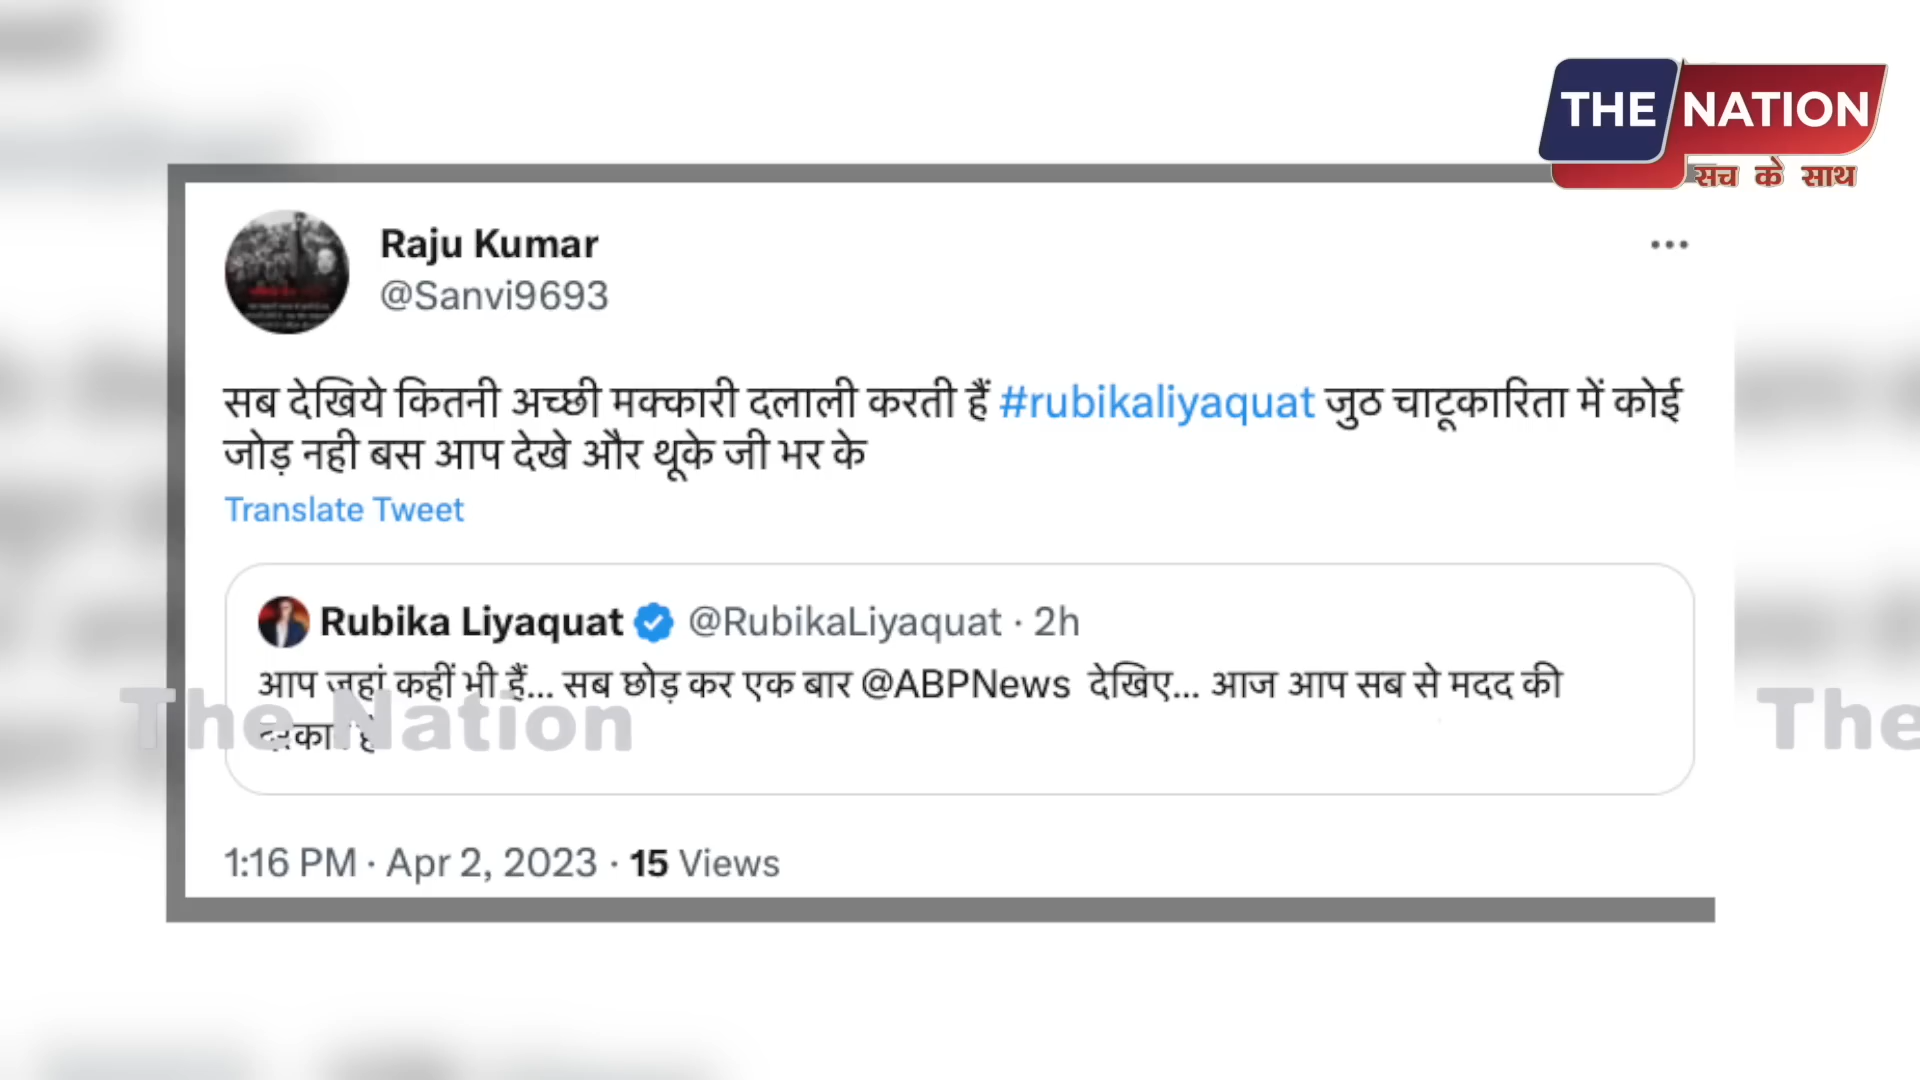 THE NATION
सच के साथ
Raju Kumar
@Sanvi9693
सब देखिये कितनी अच्छी मक्कारी दलाली करती हैं #rubikaliyaquat जुठ चाटूकारिता में कोई
जोड़ नही बस आप देखे और थूके जी भर के
Translate Tweet
Rubika Liyaquat @RubikaLiyaquat · 2h
आप जहां कहीं भी हैं... सब छोड़ कर एक बार @ABPNews देखिए... आज आप सब से मदद की
The Nation
The
1:16 PM · Apr 2, 2023 · 15 Views